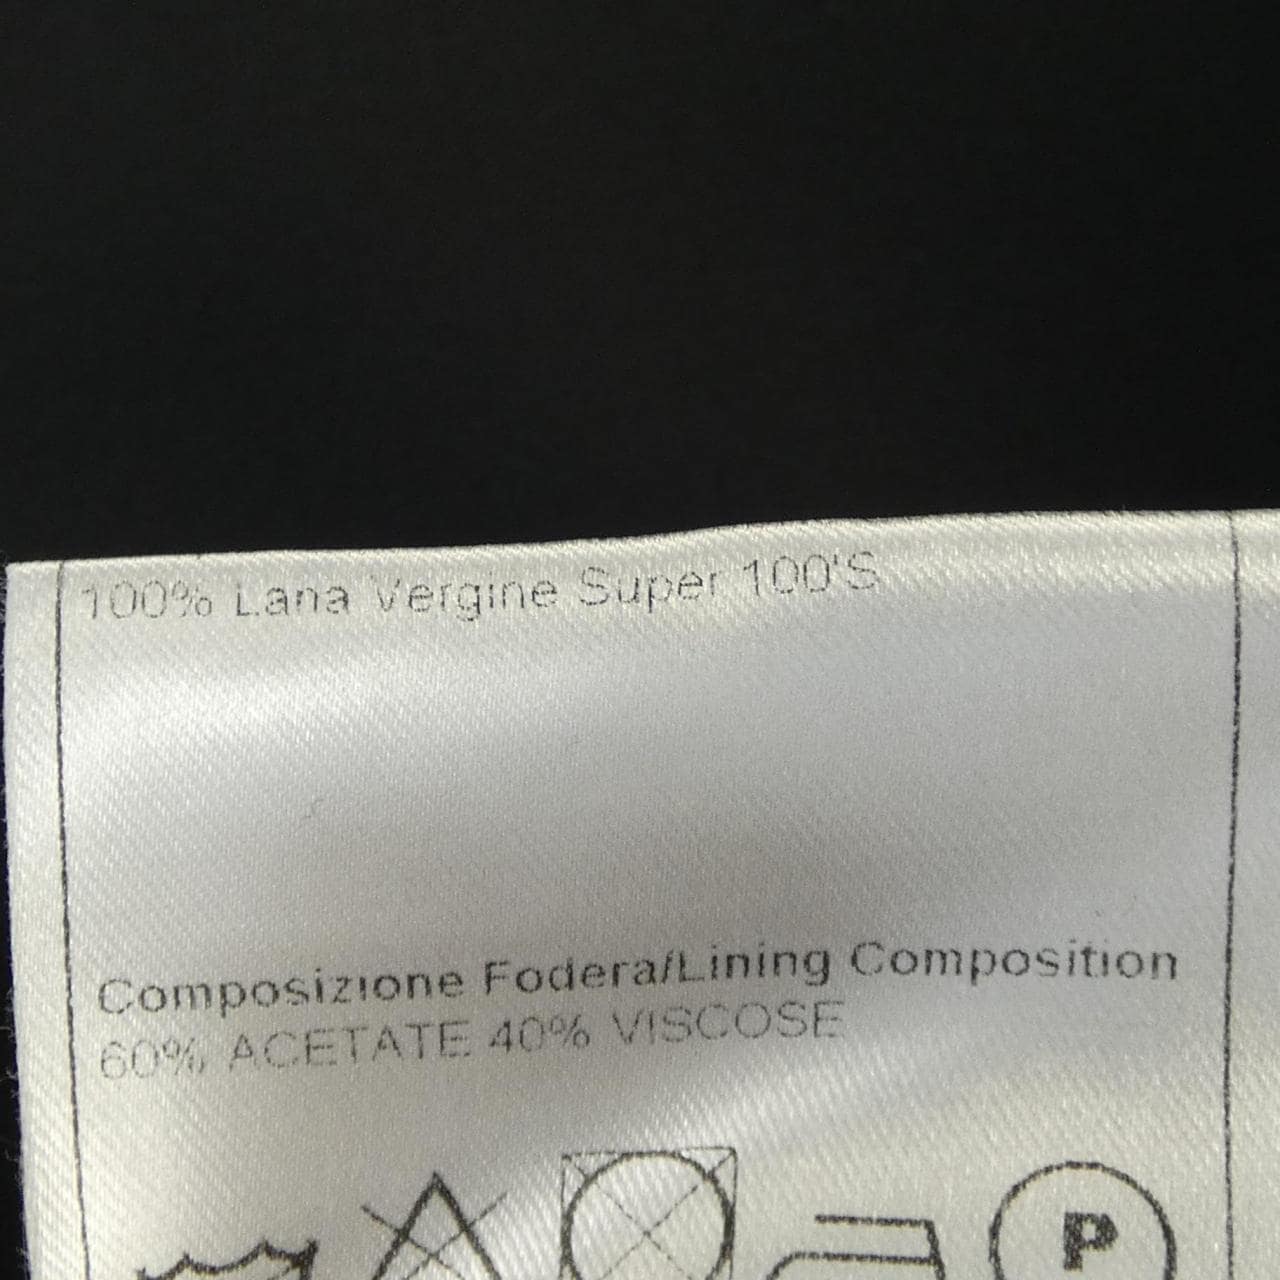 100% Lana Vergine Super 100'S
Composizione Fodera/Lining Composition
60% ACETATE 40% VISCOSE
P